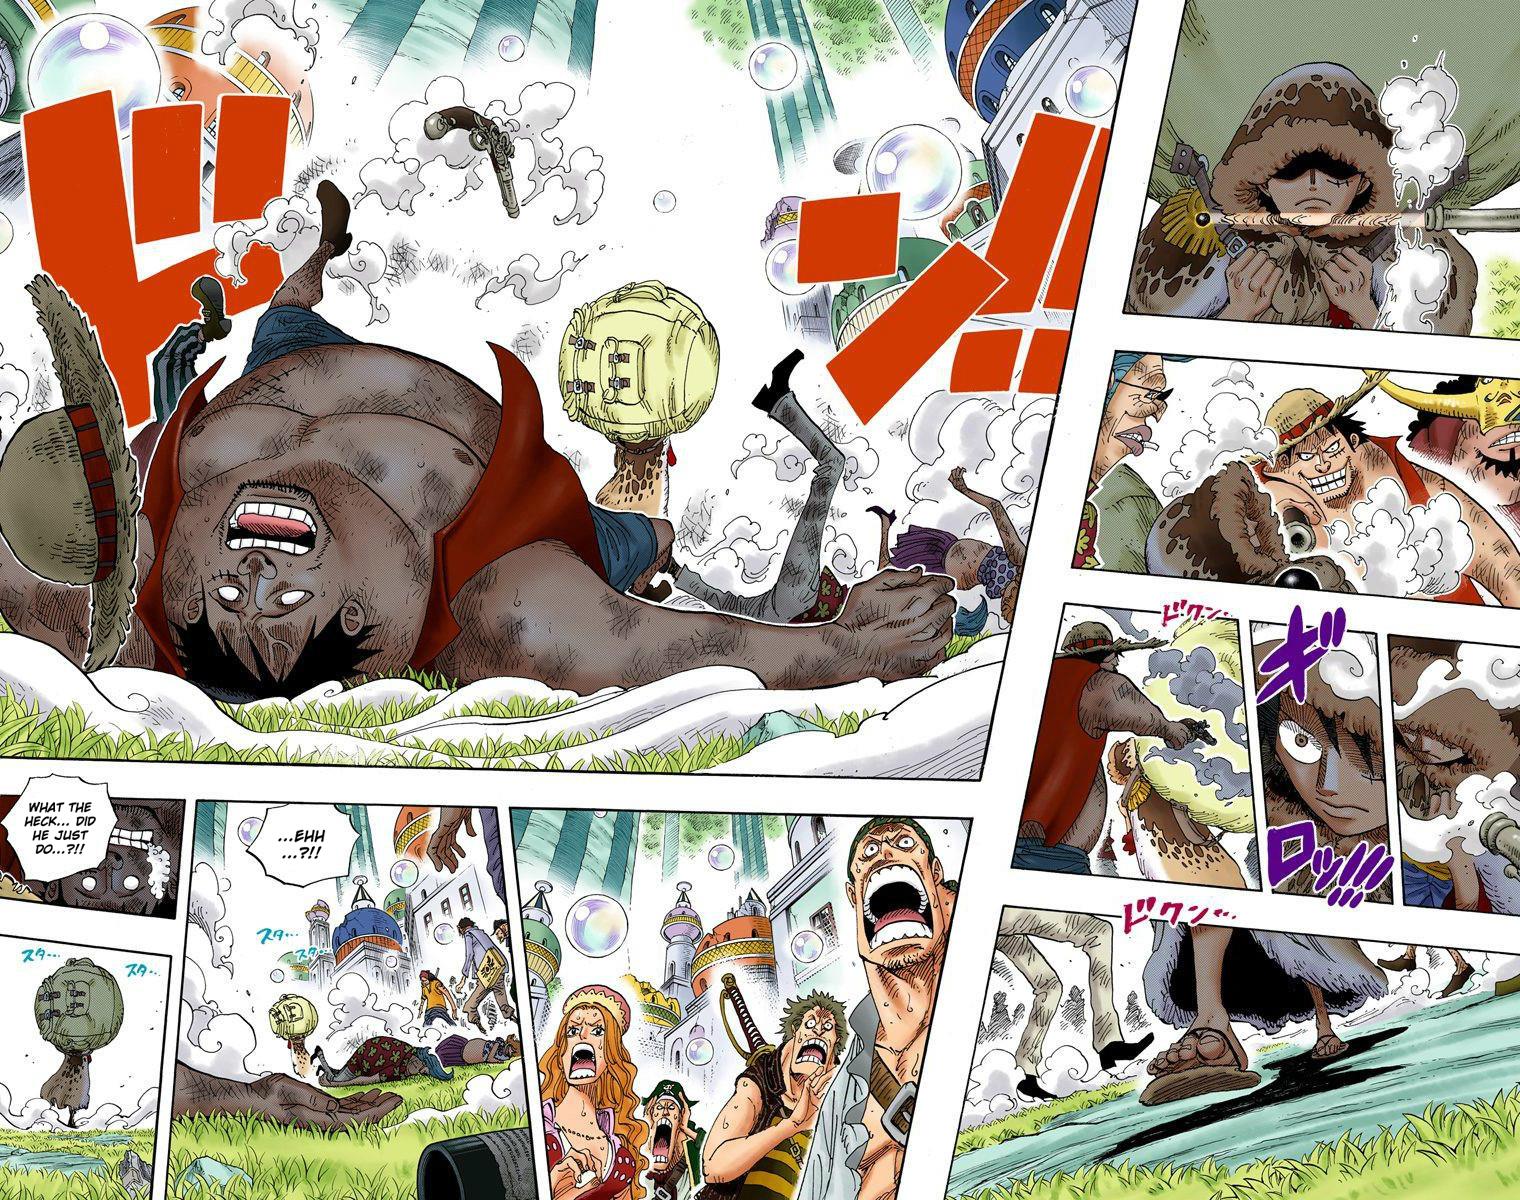 ドクン…
ギ
ロッ!!!
ドクン…
ドン!!
…EHH
…?!!
スタ…
スタ…
WHAT THE
HECK... DID
HE JUST
DO...?!!
スタ…
スタ…